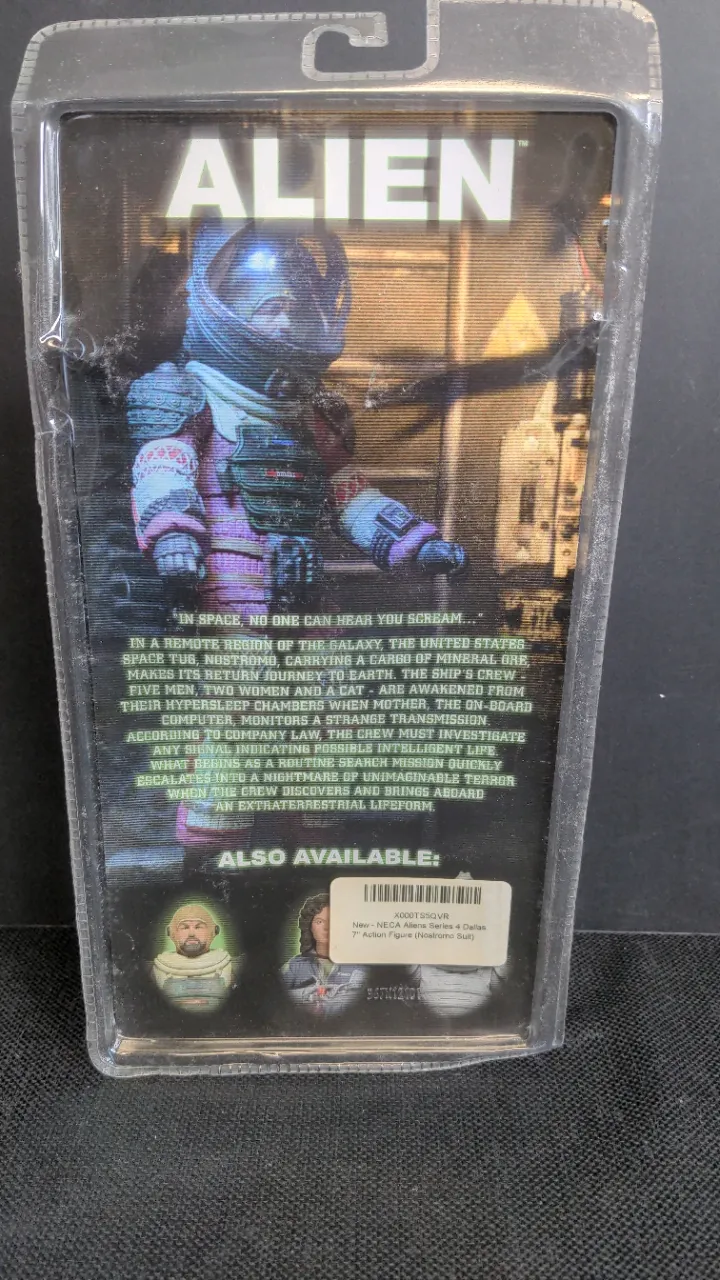 ALIEN™
"IN SPACE, NO ONE CAN HEAR YOU SCREAM..."
IN A REMOTE REGION OF THE GALAXY, THE UNITED STATES
SPACE TUG, NOSTROMO, CARRYING A CARGO OF MINERAL ORE,
MAKES ITS RETURN JOURNEY TO EARTH. THE SHIP'S CREW -
FIVE MEN, TWO WOMEN AND A CAT - ARE AWAKENED FROM
THEIR HYPERSLEEP CHAMBERS WHEN MOTHER, THE ON-BOARD
COMPUTER, MONITORS A STRANGE TRANSMISSION.
ACCORDING TO COMPANY LAW, THE CREW MUST INVESTIGATE
ANY SIGNAL INDICATING POSSIBLE INTELLIGENT LIFE.
WHAT BEGINS AS A ROUTINE SEARCH MISSION QUICKLY
ESCALATES INTO A NIGHTMARE OF UNIMAGINABLE TERROR
WHEN THE CREW DISCOVERS AND BRINGS ABOARD
AN EXTRATERRESTRIAL LIFEFORM.
ALSO AVAILABLE:
X000TS5QVR
New - NECA Aliens Series 4 Dallas
7" Action Figure (Nostromo Suit)